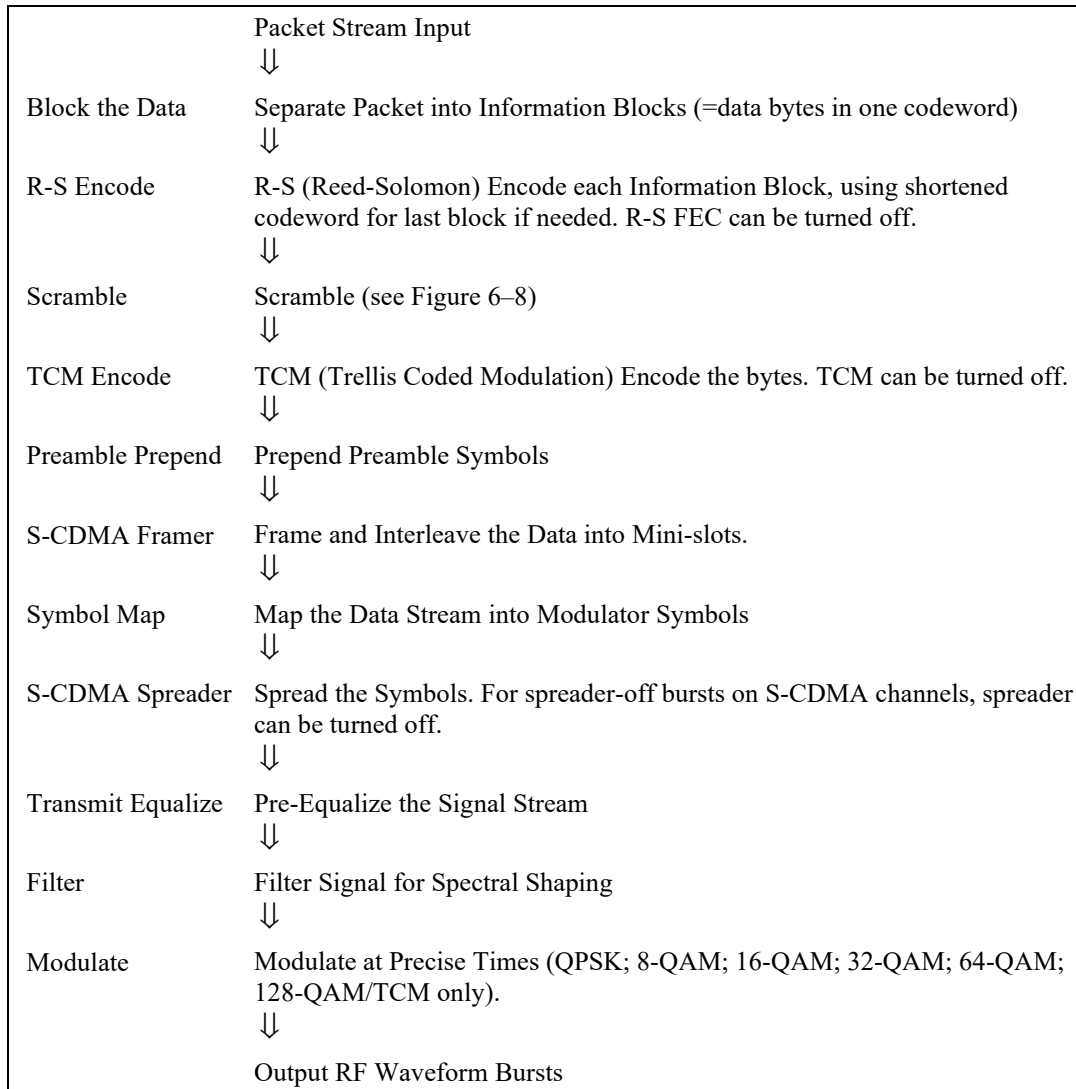 Packet Stream Input
⇓
Block the Data Separate Packet into Information Blocks (=data bytes in one codeword)
⇓
R-S Encode R-S (Reed-Solomon) Encode each Information Block, using shortened
codeword for last block if needed. R-S FEC can be turned off.
⇓
Scramble Scramble (see Figure 6–8)
⇓
TCM Encode TCM (Trellis Coded Modulation) Encode the bytes. TCM can be turned off.
⇓
Preamble Prepend Prepend Preamble Symbols
⇓
S-CDMA Framer Frame and Interleave the Data into Mini-slots.
⇓
Symbol Map Map the Data Stream into Modulator Symbols
⇓
S-CDMA Spreader Spread the Symbols. For spreader-off bursts on S-CDMA channels, spreader
can be turned off.
⇓
Transmit Equalize Pre-Equalize the Signal Stream
⇓
Filter Filter Signal for Spectral Shaping
⇓
Modulate Modulate at Precise Times (QPSK; 8-QAM; 16-QAM; 32-QAM; 64-QAM;
128-QAM/TCM only).
⇓
Output RF Waveform Bursts